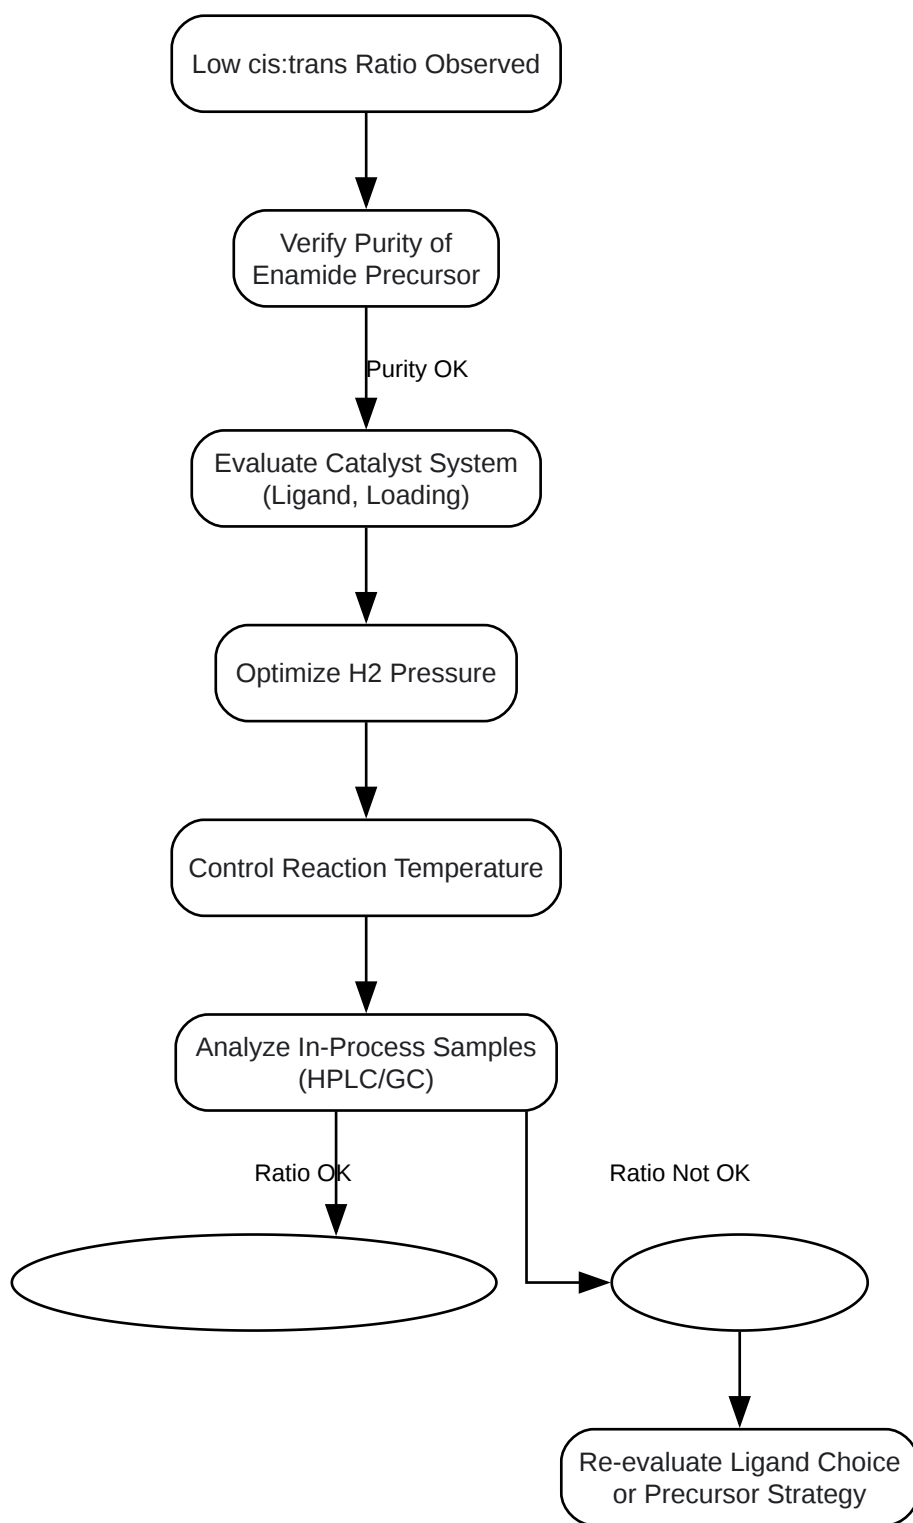 Low cis:trans Ratio Observed
Verify Purity of
Enamide Precursor
Purity OK
Evaluate Catalyst System
(Ligand, Loading)
Optimize H2 Pressure
Control Reaction Temperature
Analyze In-Process Samples
(HPLC/GC)
Ratio OK
Ratio Not OK
Re-evaluate Ligand Choice
or Precursor Strategy